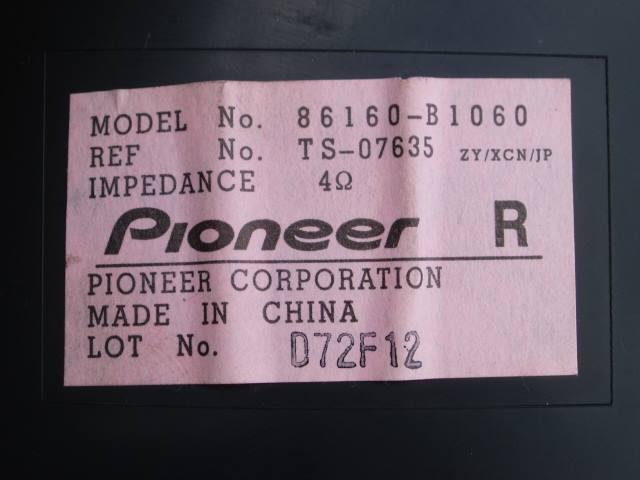 MODEL No. 86160-B1060
REF No. TS-07635 ZY/XCN/JP
IMPEDANCE 4Ω
Pioneer R
PIONEER CORPORATION
MADE IN CHINA
LOT No. D72F12